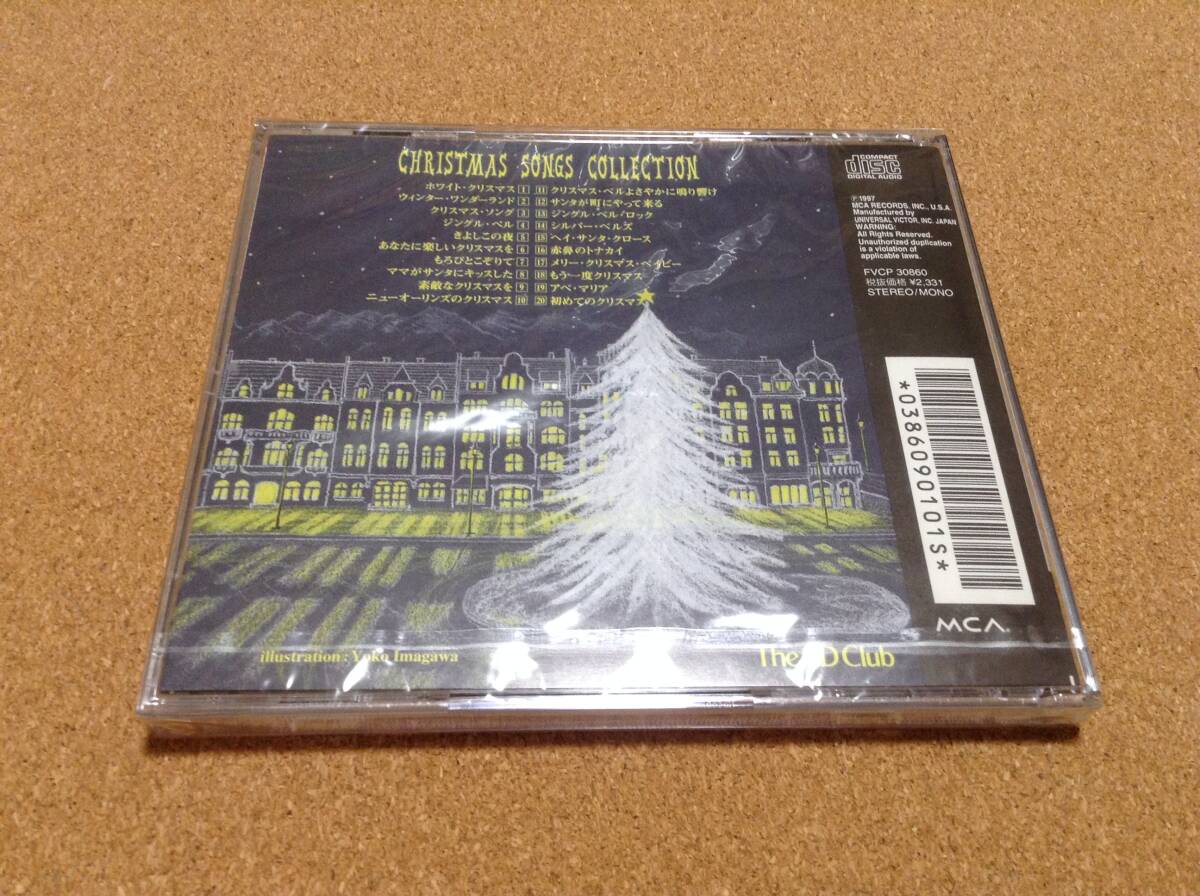 CHRISTMAS SONGS COLLECTION
ホワイト・クリスマス 1
ウィンター・ワンダーランド 2
クリスマス・ソング 3
ジングル・ベル 4
きよしこの夜 5
あなたに楽しいクリスマスを 6
もろびとこぞりて 7
ママがサンタにキッスした 8
素敵なクリスマスを 9
ニューオーリンズのクリスマス 10
11 クリスマス・ベルよさやかに鳴り響け
12 サンタが町にやって来る
13 ジングル・ベル・ロック
14 シルバー・ベルズ
15 ヘイ・サンタ・クロース
16 赤鼻のトナカイ
17 メリー・クリスマス・ベイビー
18 もう一度クリスマス
19 アベ・マリア
20 初めてのクリスマス
COMPACT
disc
DIGITAL AUDIO
℗1997
MCA RECORDS, INC., U.S.A.
Manufactured by
UNIVERSAL VICTOR, INC. JAPAN
WARNING:
All Rights Reserved.
Unauthorized duplication
is a violation of
applicable laws.
FVCP 30860
税抜価格 ¥2,331
STEREO/MONO
*0386090101S*
MCA.
illustration : Yoko Imagawa
The CD Club